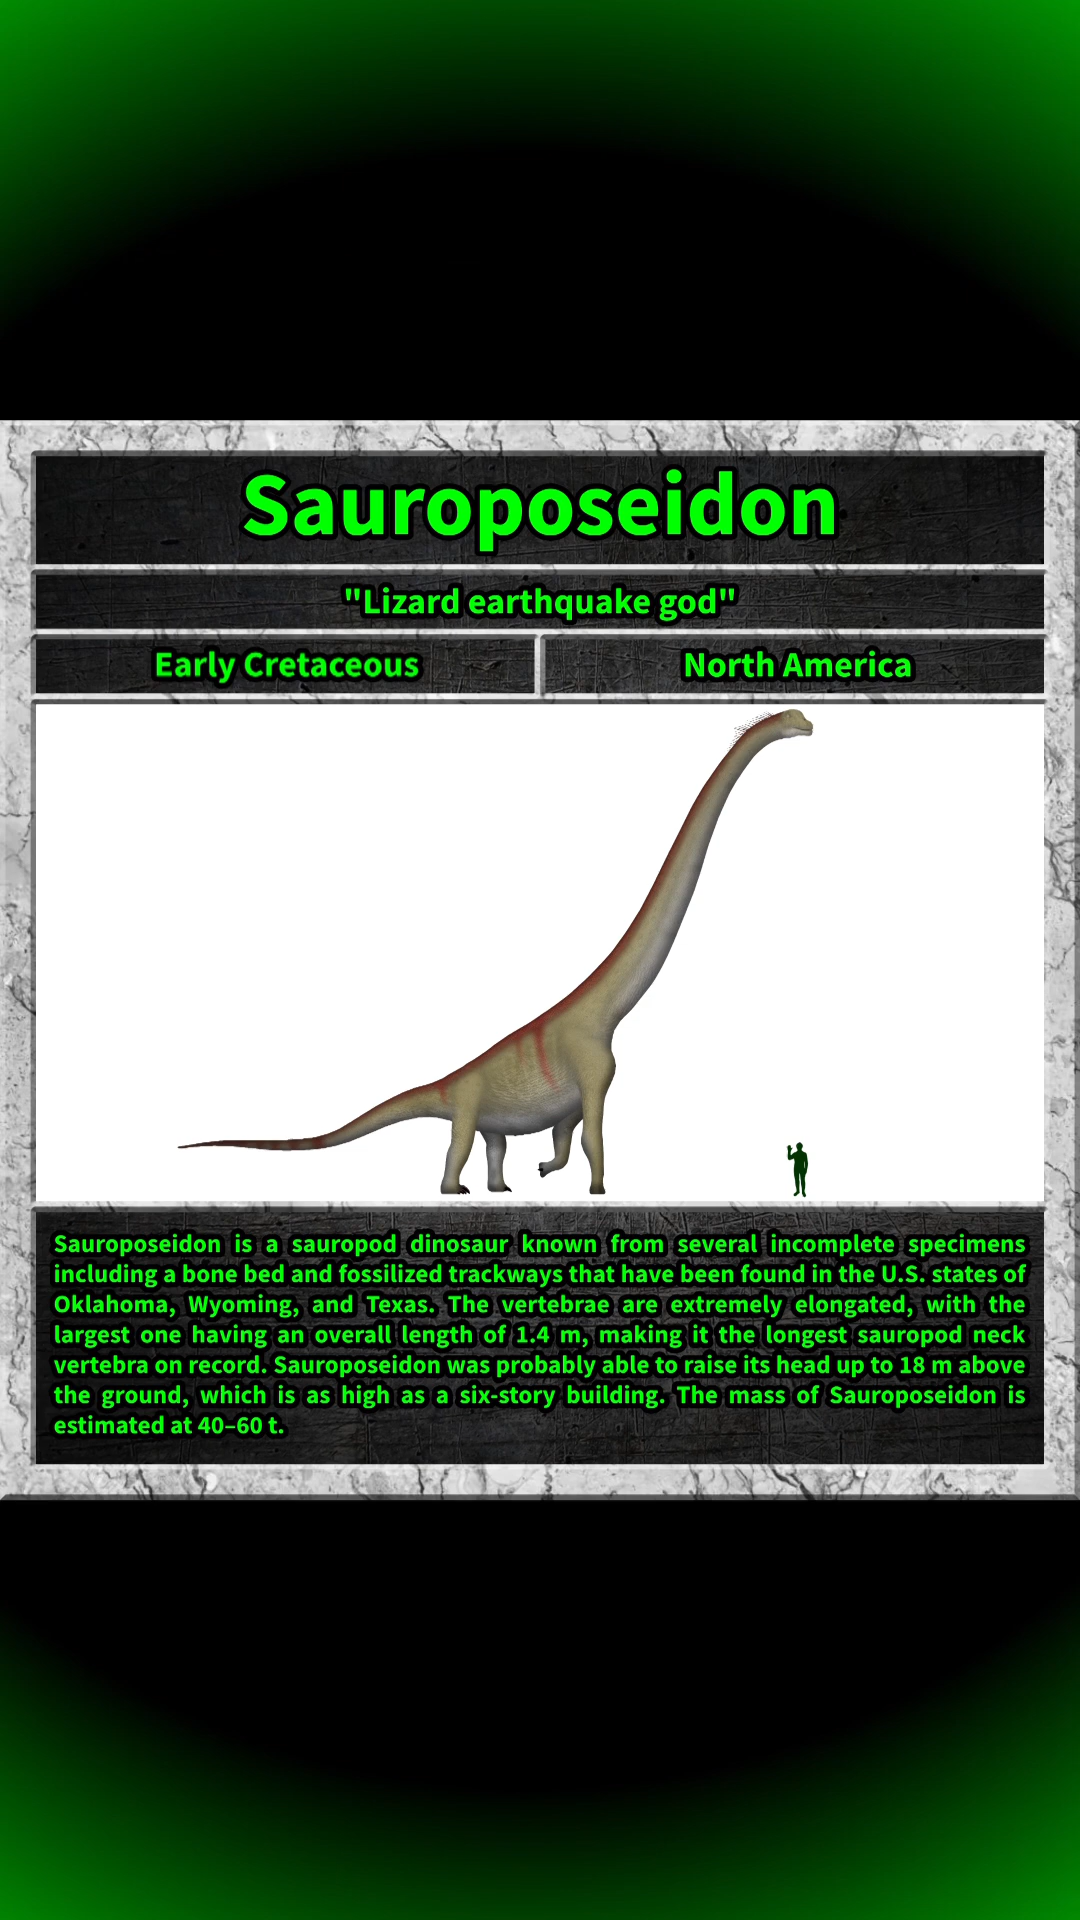 Sauroposeidon
"Lizard earthquake god"
Early Cretaceous
North America
Sauroposeidon is a sauropod dinosaur known from several incomplete specimens
including a bone bed and fossilized trackways that have been found in the U.S. states of
Oklahoma, Wyoming, and Texas. The vertebrae are extremely elongated, with the
largest one having an overall length of 1.4 m, making it the longest sauropod neck
vertebra on record. Sauroposeidon was probably able to raise its head up to 18 m above
the ground, which is as high as a six-story building. The mass of Sauroposeidon is
estimated at 40–60 t.